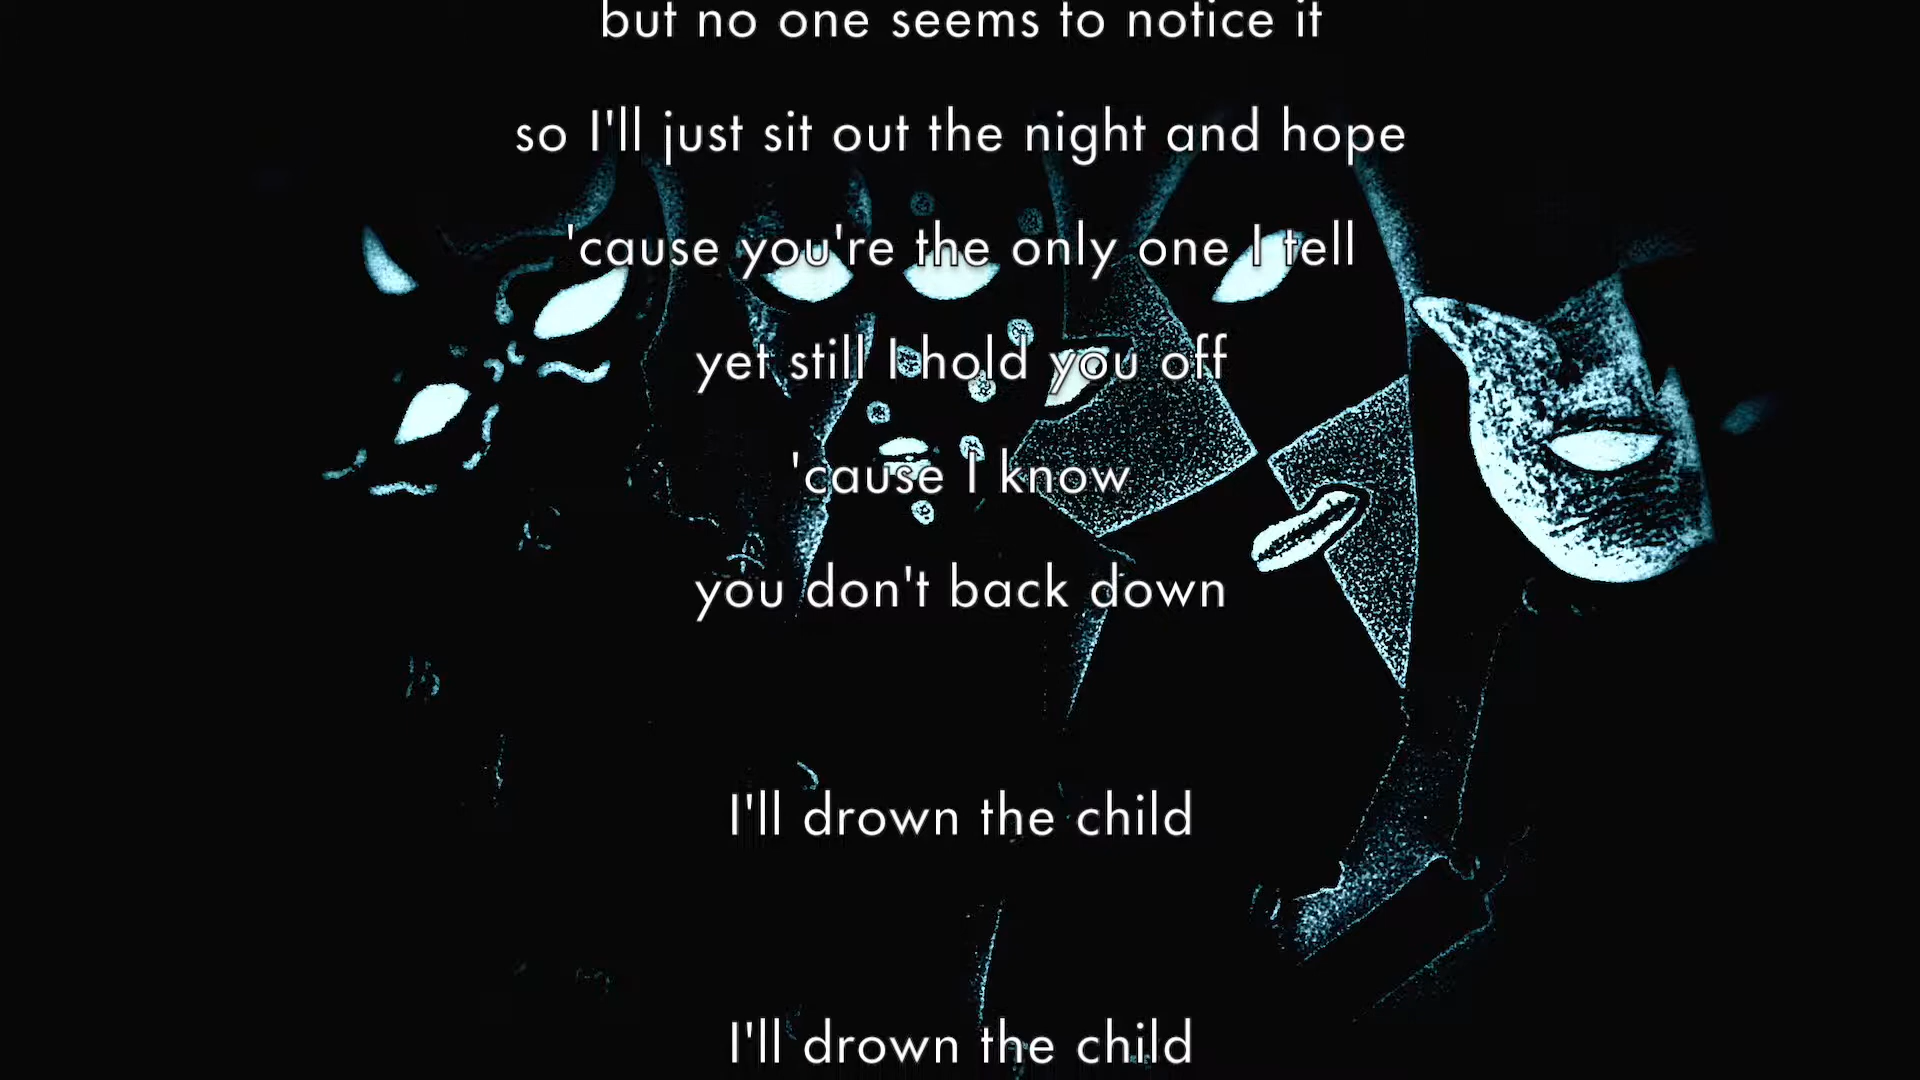 but no one seems to notice it
so I'll just sit out the night and hope
'cause you're the only one I tell
yet still I hold you off
'cause I know
you don't back down
I'll drown the child
I'll drown the child